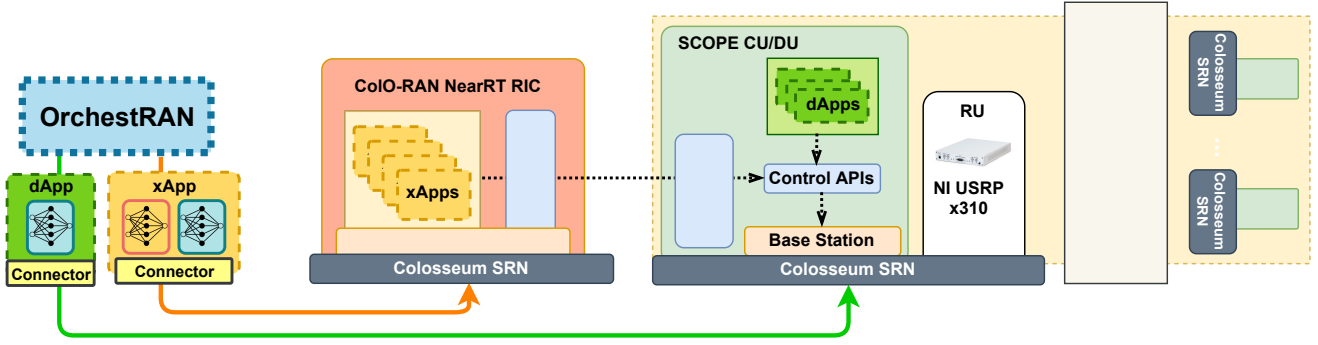 OrchestRAN
dApp
xApp
Connector
Connector
ColO-RAN NearRT RIC
xApps
Colosseum SRN
SCOPE CU/DU
dApps
Control APIs
Base Station
Colosseum SRN
RU
NI USRP
x310
Colosseum
SRN
...
Colosseum
SRN